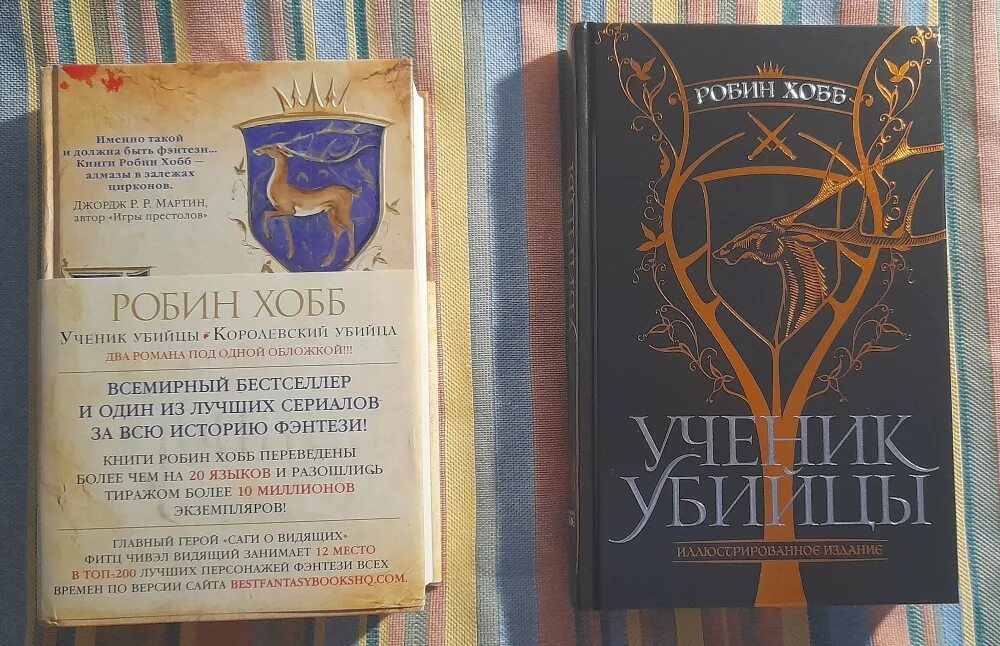 Именно такой
и должна быть фэнтези...
Книги Робин Хобб –
алмазы в залежах
цирконов.
Джордж Р. Р. Мартин,
автор «Игры престолов»
РОБИН ХОББ
Ученик убийцы Королевский убийца
ДВА РОМАНА ПОД ОДНОЙ ОБЛОЖКОЙ!!!
ВСЕМИРНЫЙ БЕСТСЕЛЛЕР
И ОДИН ИЗ ЛУЧШИХ СЕРИАЛОВ
ЗА ВСЮ ИСТОРИЮ ФЭНТЕЗИ!
КНИГИ РОБИН ХОББ ПЕРЕВЕДЕНЫ
БОЛЕЕ ЧЕМ НА 20 ЯЗЫКОВ И РАЗОШЛИСЬ
ТИРАЖОМ БОЛЕЕ 10 МИЛЛИОНОВ
ЭКЗЕМПЛЯРОВ!
ГЛАВНЫЙ ГЕРОЙ «САГИ О ВИДЯЩИХ»
ФИТЦ ЧИВЭЛ ВИДЯЩИЙ ЗАНИМАЕТ 12 МЕСТО
В ТОП-200 ЛУЧШИХ ПЕРСОНАЖЕЙ ФЭНТЕЗИ ВСЕХ
ВРЕМЕН ПО ВЕРСИИ САЙТА BESTFANTASYBOOKSHQ.COM.
РОБИН ХОББ
УЧЕНИК
УБИЙЦЫ
ИЛЛЮСТРИРОВАННОЕ ИЗДАНИЕ